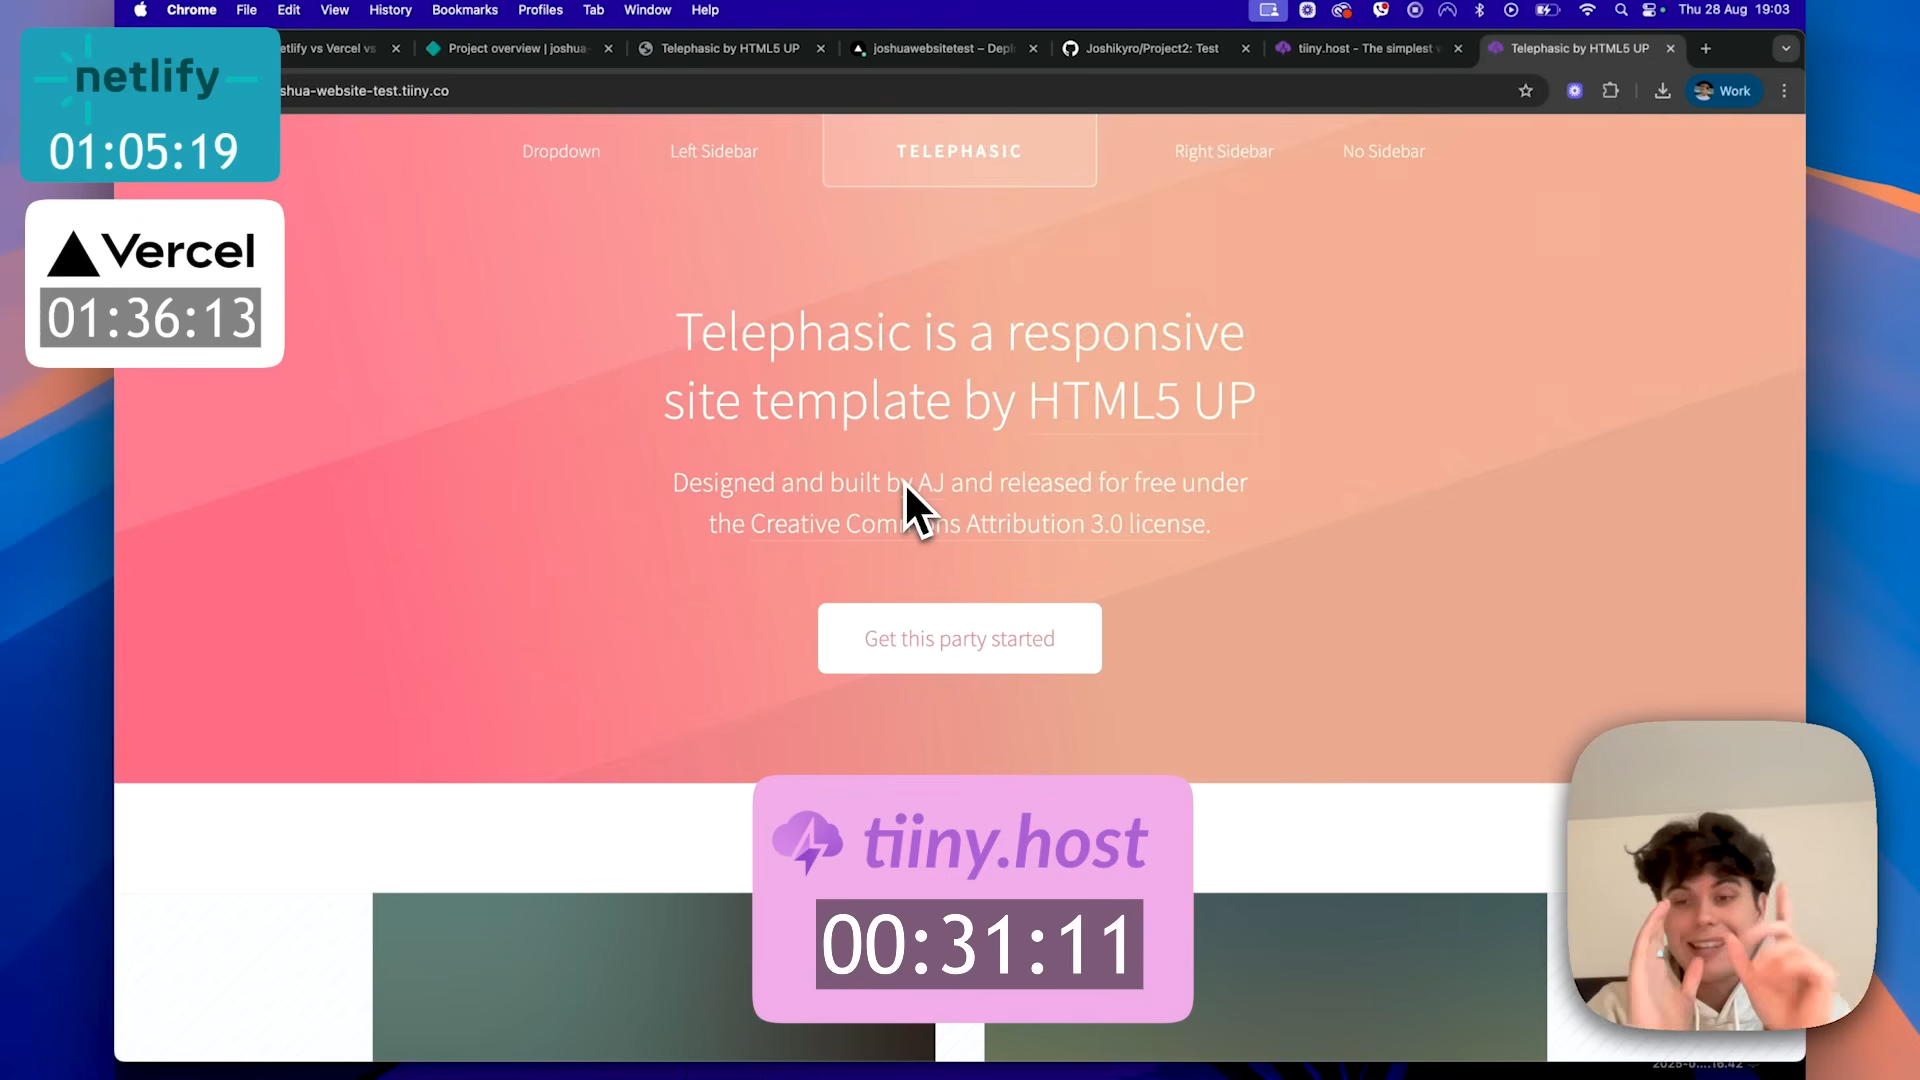 Chrome File Edit View History Bookmarks Profiles Tab Window Help
Thu 28 Aug 19:03
netlify
01:05:19
Vercel
01:36:13
etlify vs Vercel vs
Project overview | joshua-
Telephasic by HTML5 UP
joshuawebsitetest – Depl
Joshikyro/Project2: Test
tiiny.host - The simplest
Telephasic by HTML5 UP
shua-website-test.tiiny.co
Work
Dropdown
Left Sidebar
TELEPHASIC
Right Sidebar
No Sidebar
Telephasic is a responsive
site template by HTML5 UP
Designed and built by AJ and released for free under
the Creative Commons Attribution 3.0 license.
Get this party started
tiiny.host
00:31:11